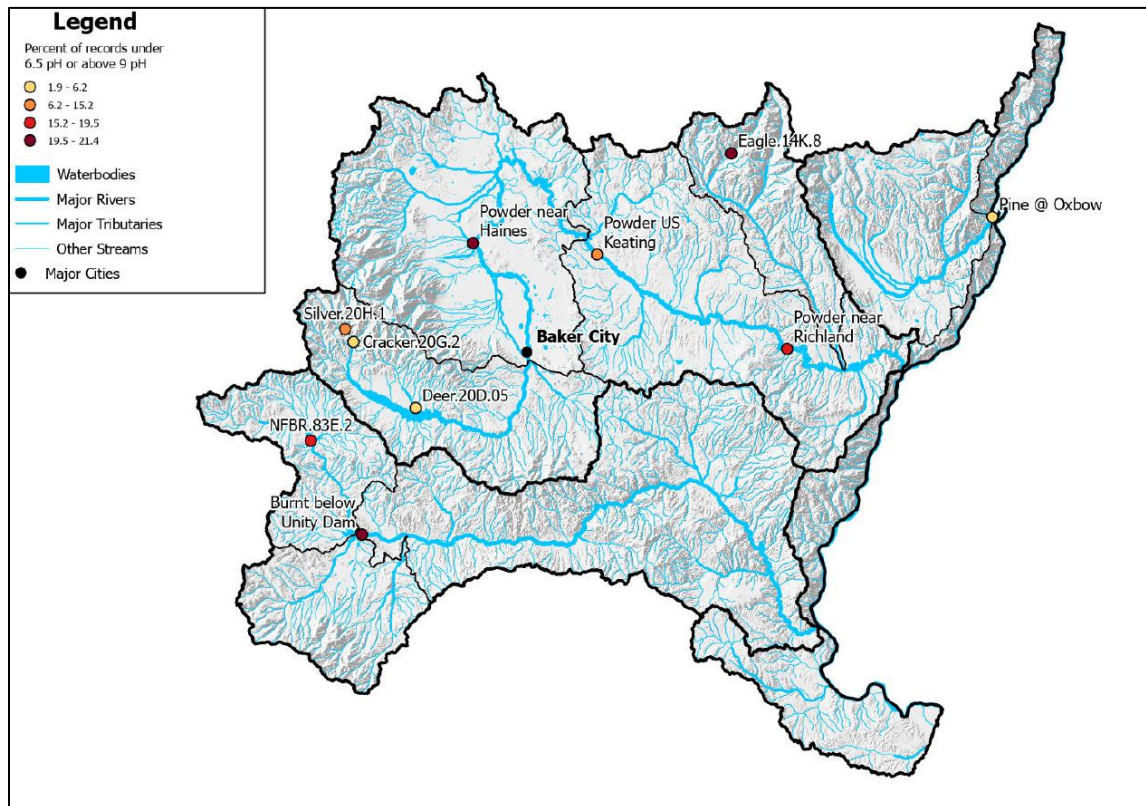 Legend
Percent of records under
6.5 pH or above 9 pH
1.9 - 6.2
6.2 - 15.2
15.2 - 19.5
19.5 - 21.4
Waterbodies
Major Rivers
Major Tributaries
Other Streams
Major Cities
Eagle.14K.8
Pine @ Oxbow
Powder near
Haines
Powder US
Keating
Silver.20H.1
Cracker.20G.2
Baker City
Powder near
Richland
Deer.20D.05
NFBR.83E.2
Burnt below
Unity Dam